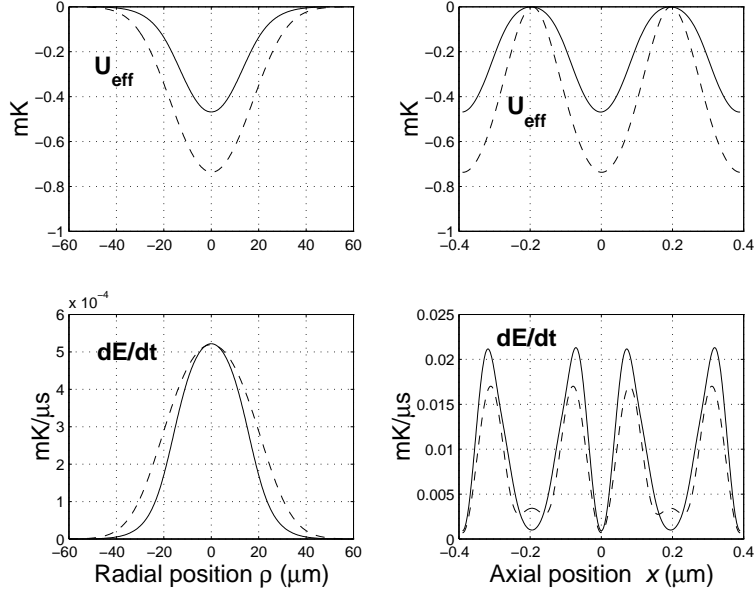 0
−0.2
−0.4
−0.6
−0.8
−1
mK
U_eff
−60 −40 −20 0 20 40 60
0
−0.2
−0.4
−0.6
−0.8
−1
mK
U_eff
−0.4 −0.2 0 0.2 0.4
x 10^−4
6
5
4
3
2
1
0
mK/μs
dE/dt
−60 −40 −20 0 20 40 60
Radial position ρ (μm)
0.025
0.02
0.015
0.01
0.005
0
mK/μs
dE/dt
−0.4 −0.2 0 0.2 0.4
Axial position x (μm)